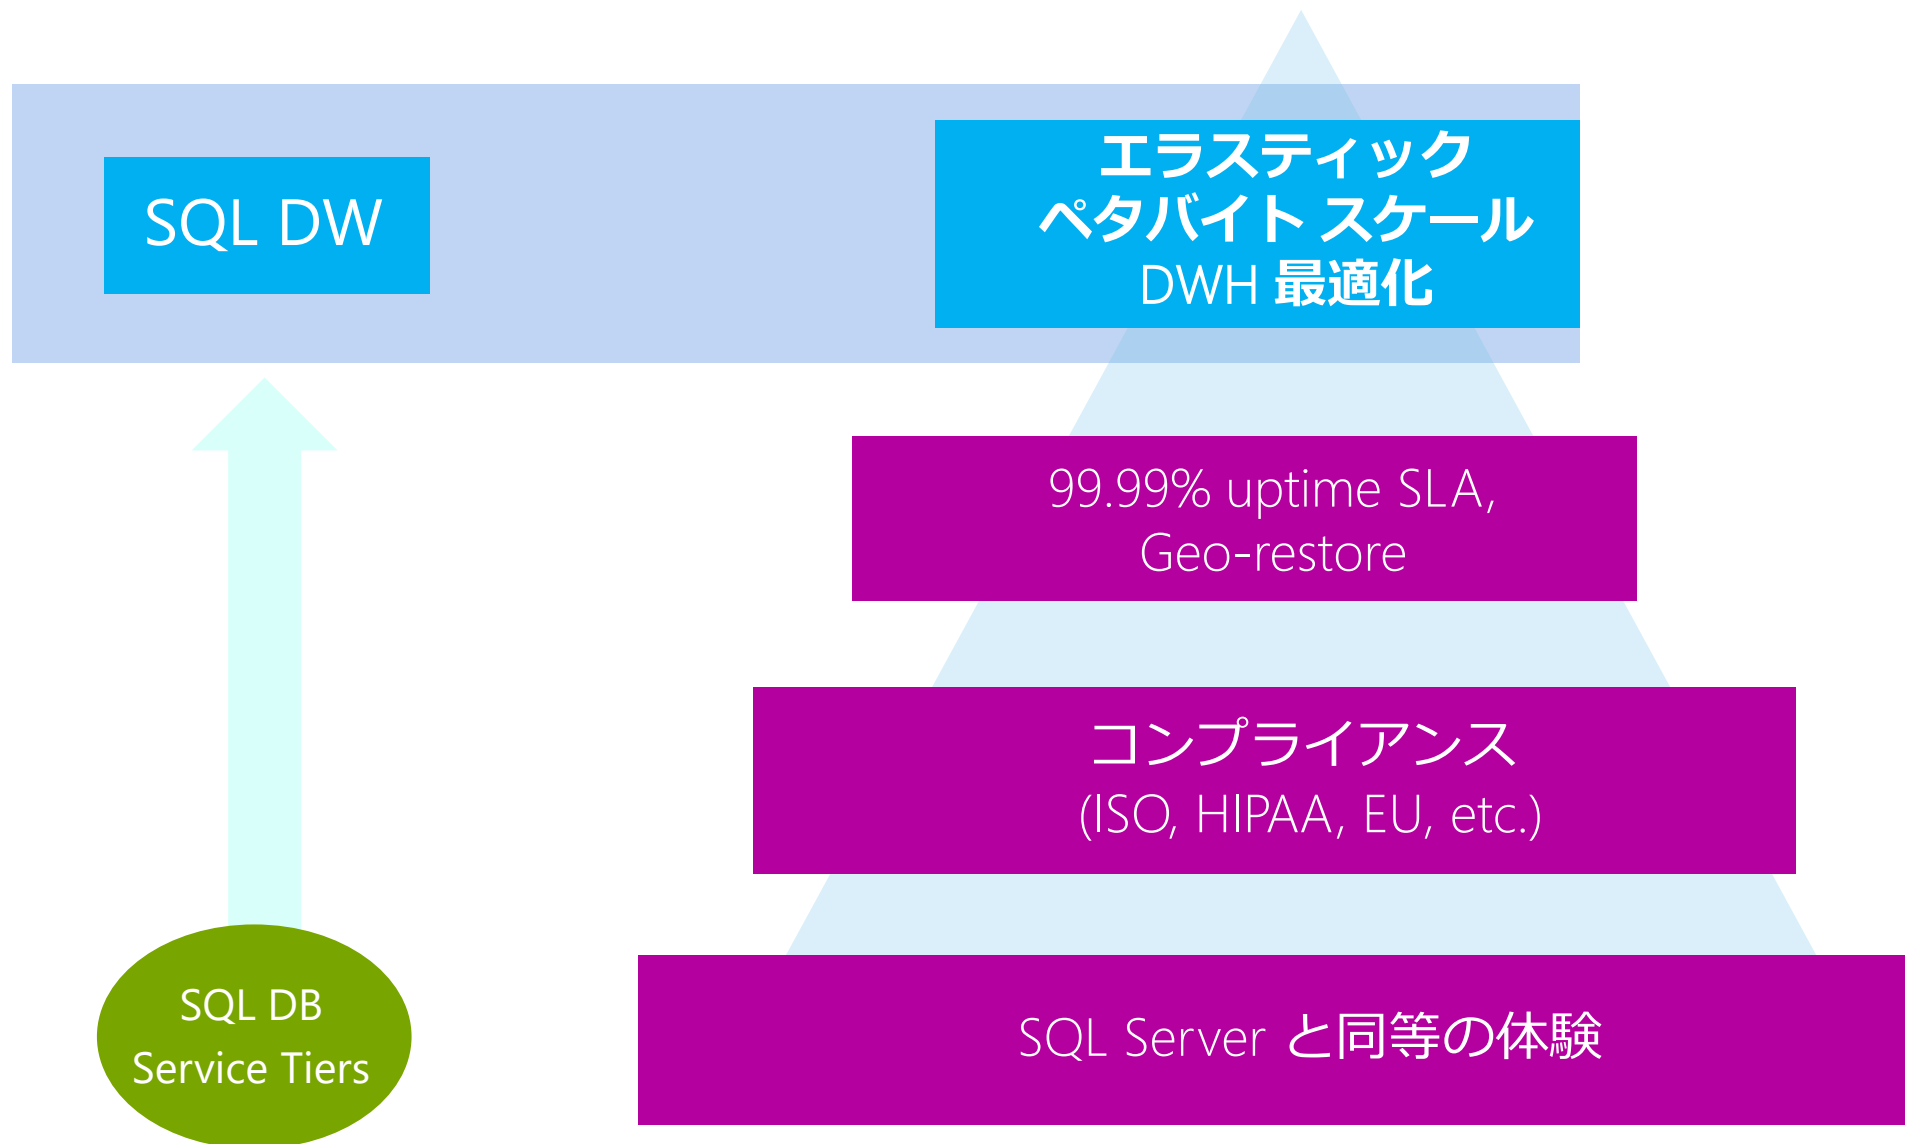 SQL DW
エラスティック
ペタバイト スケール
DWH 最適化
99.99% uptime SLA,
Geo-restore
コンプライアンス
(ISO, HIPAA, EU, etc.)
SQL DB
Service Tiers
SQL Server と同等の体験